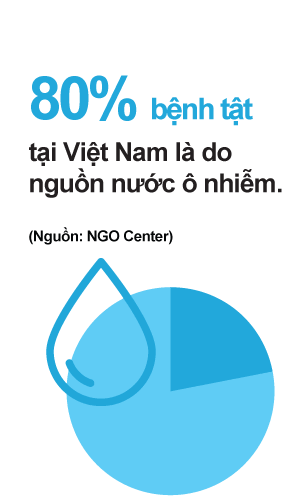 80% bệnh tật
tại Việt Nam là do
nguồn nước ô nhiễm.
(Nguồn: NGO Center)